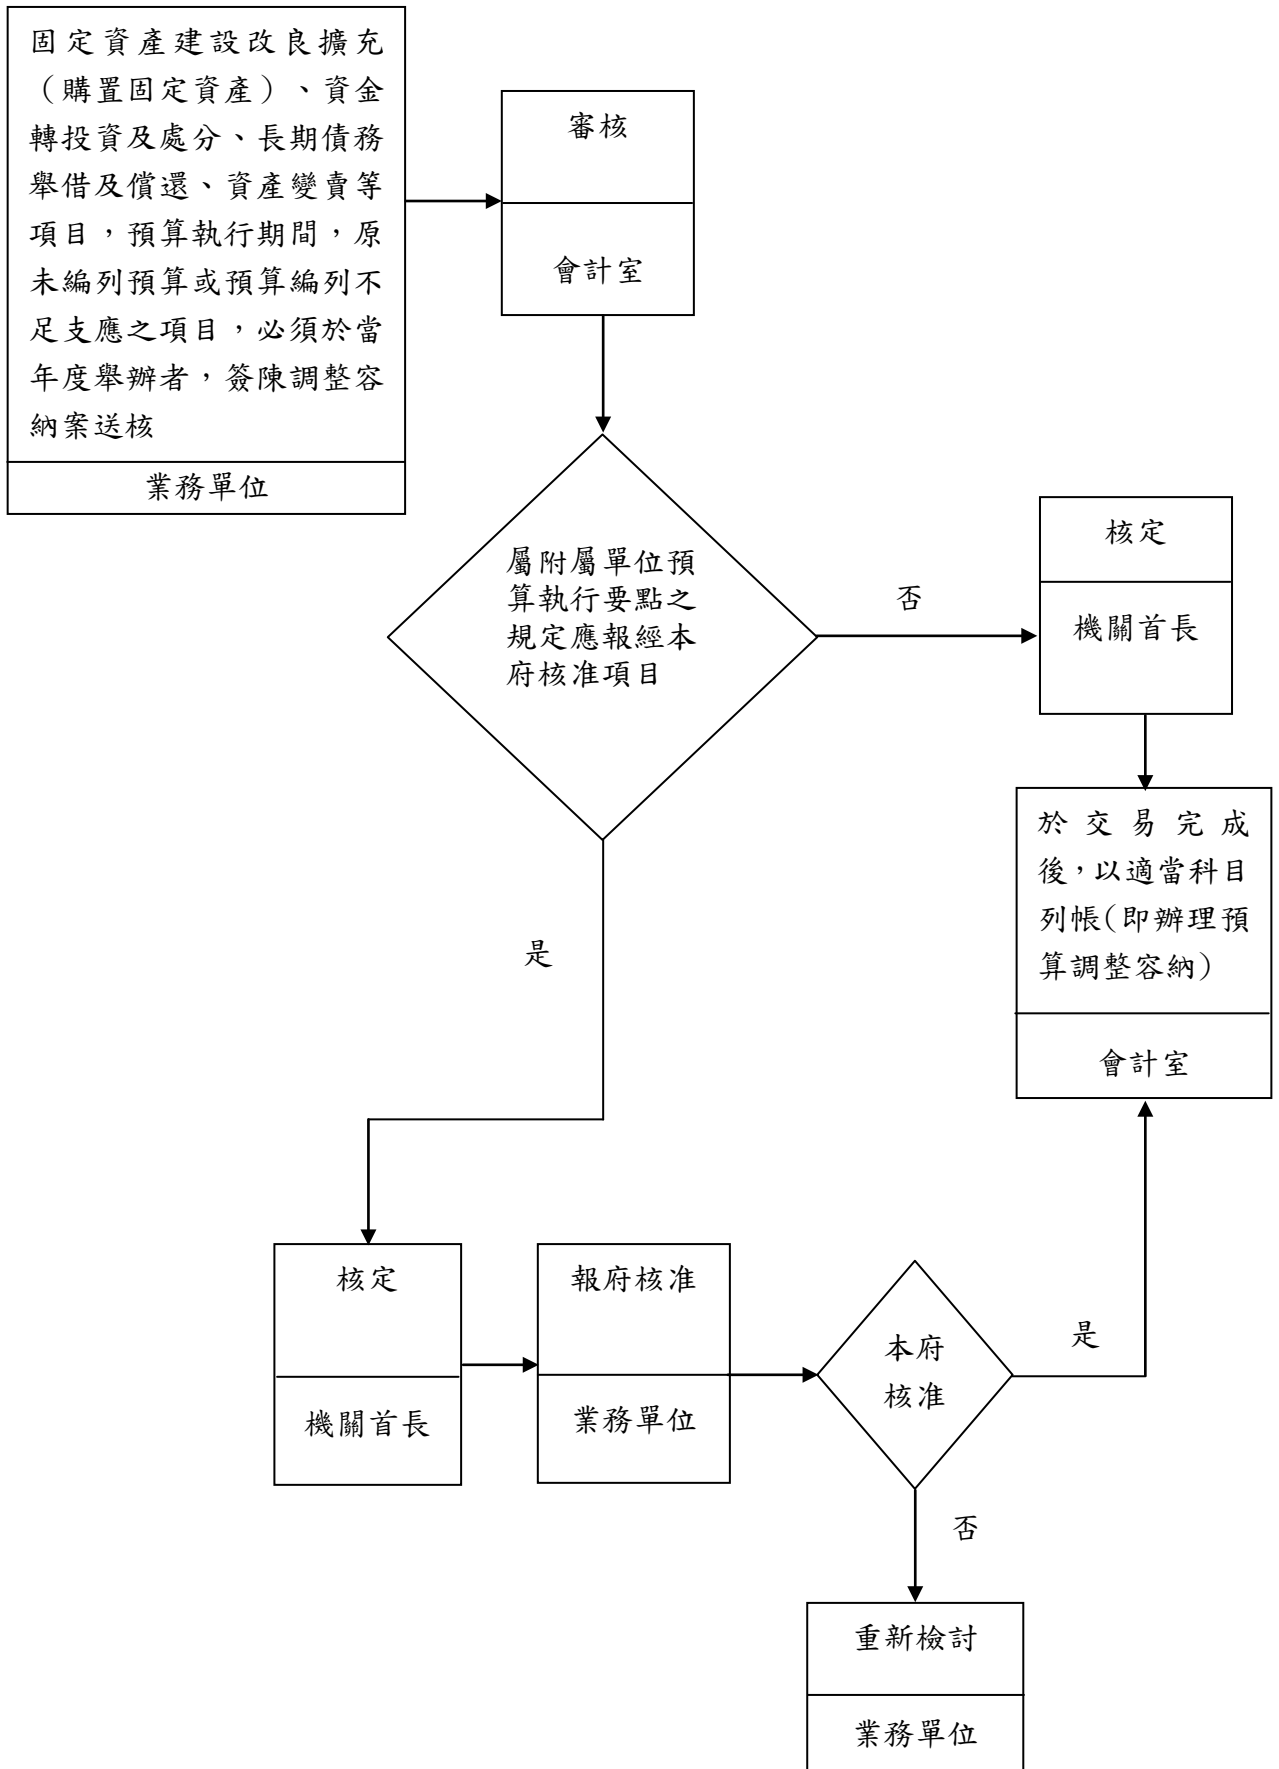 固定資產建設改良擴充
（購置固定資產）、資金
轉投資及處分、長期債務
舉借及償還、資產變賣等
項目，預算執行期間，原
未編列預算或預算編列不
足支應之項目，必須於當
年度舉辦者，簽陳調整容
納案送核
業務單位
審核
會計室
屬附屬單位預
算執行要點之
規定應報經本
府核准項目
否
核定
機關首長
於交易完成
後，以適當科目
列帳(即辦理預
算調整容納)
會計室
是
核定
機關首長
報府核准
業務單位
本府
核准
是
否
重新檢討
業務單位